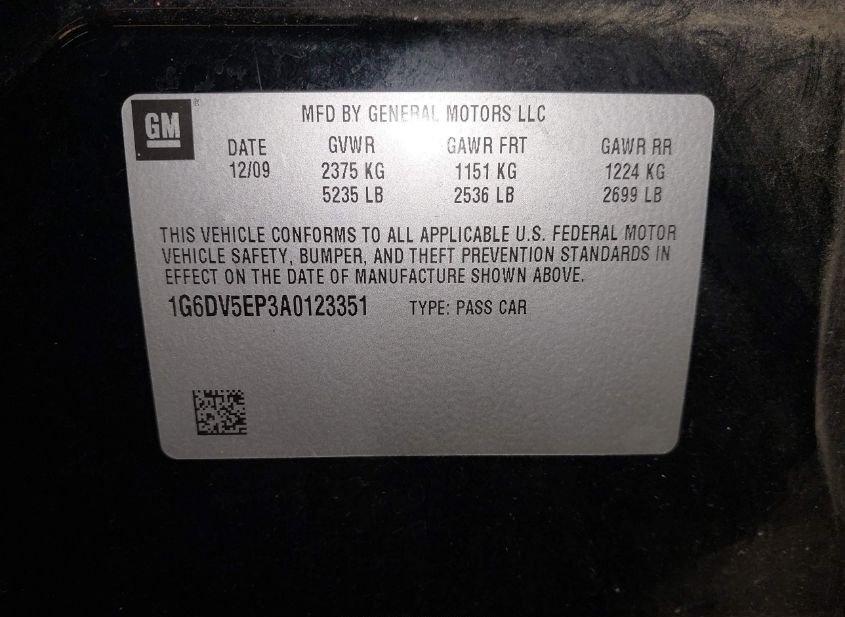 GM
MFD BY GENERAL MOTORS LLC
DATE GVWR GAWR FRT GAWR RR
12/09 2375 KG 1151 KG 1224 KG
5235 LB 2536 LB 2699 LB
THIS VEHICLE CONFORMS TO ALL APPLICABLE U.S. FEDERAL MOTOR
VEHICLE SAFETY, BUMPER, AND THEFT PREVENTION STANDARDS IN
EFFECT ON THE DATE OF MANUFACTURE SHOWN ABOVE.
1G6DV5EP3A0123351 TYPE: PASS CAR